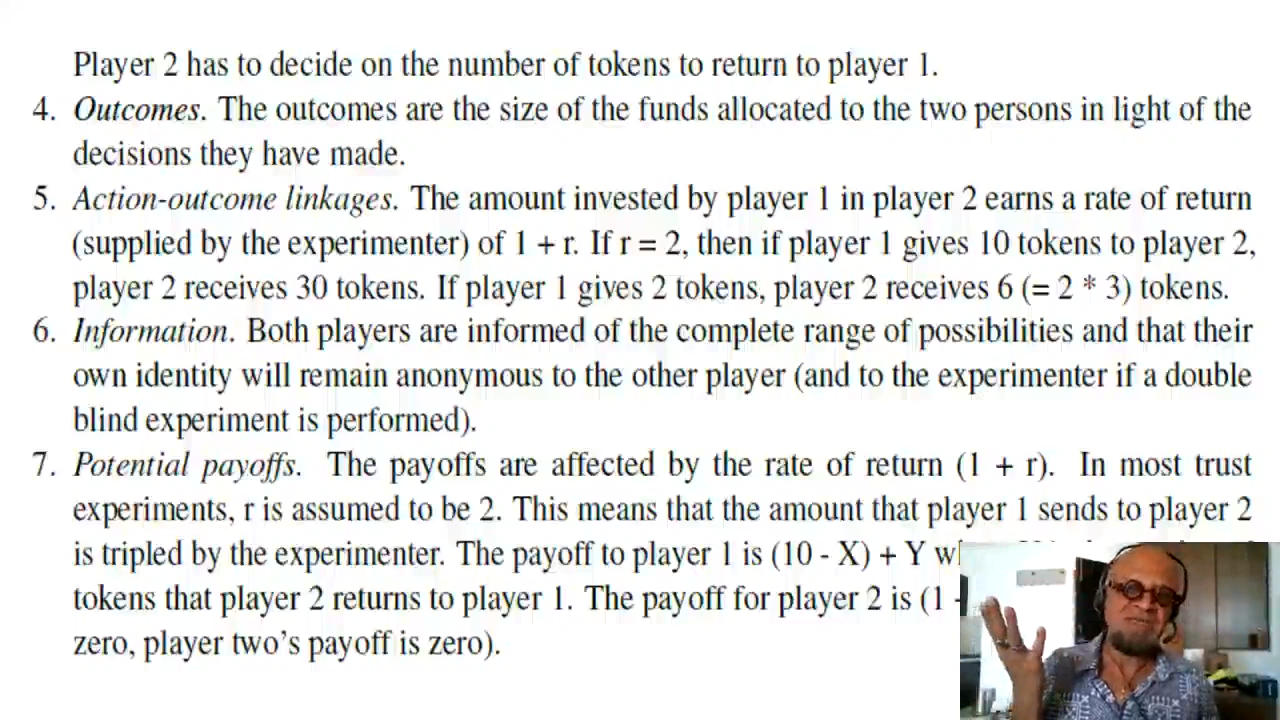 Player 2 has to decide on the number of tokens to return to player 1.
4. Outcomes. The outcomes are the size of the funds allocated to the two persons in light of the
decisions they have made.
5. Action-outcome linkages. The amount invested by player 1 in player 2 earns a rate of return
(supplied by the experimenter) of 1 + r. If r = 2, then if player 1 gives 10 tokens to player 2,
player 2 receives 30 tokens. If player 1 gives 2 tokens, player 2 receives 6 (= 2 * 3) tokens.
6. Information. Both players are informed of the complete range of possibilities and that their
own identity will remain anonymous to the other player (and to the experimenter if a double
blind experiment is performed).
7. Potential payoffs. The payoffs are affected by the rate of return (1 + r). In most trust
experiments, r is assumed to be 2. This means that the amount that player 1 sends to player 2
is tripled by the experimenter. The payoff to player 1 is (10 - X) + Y
tokens that player 2 returns to player 1. The payoff for player 2 is (1
zero, player two's payoff is zero).